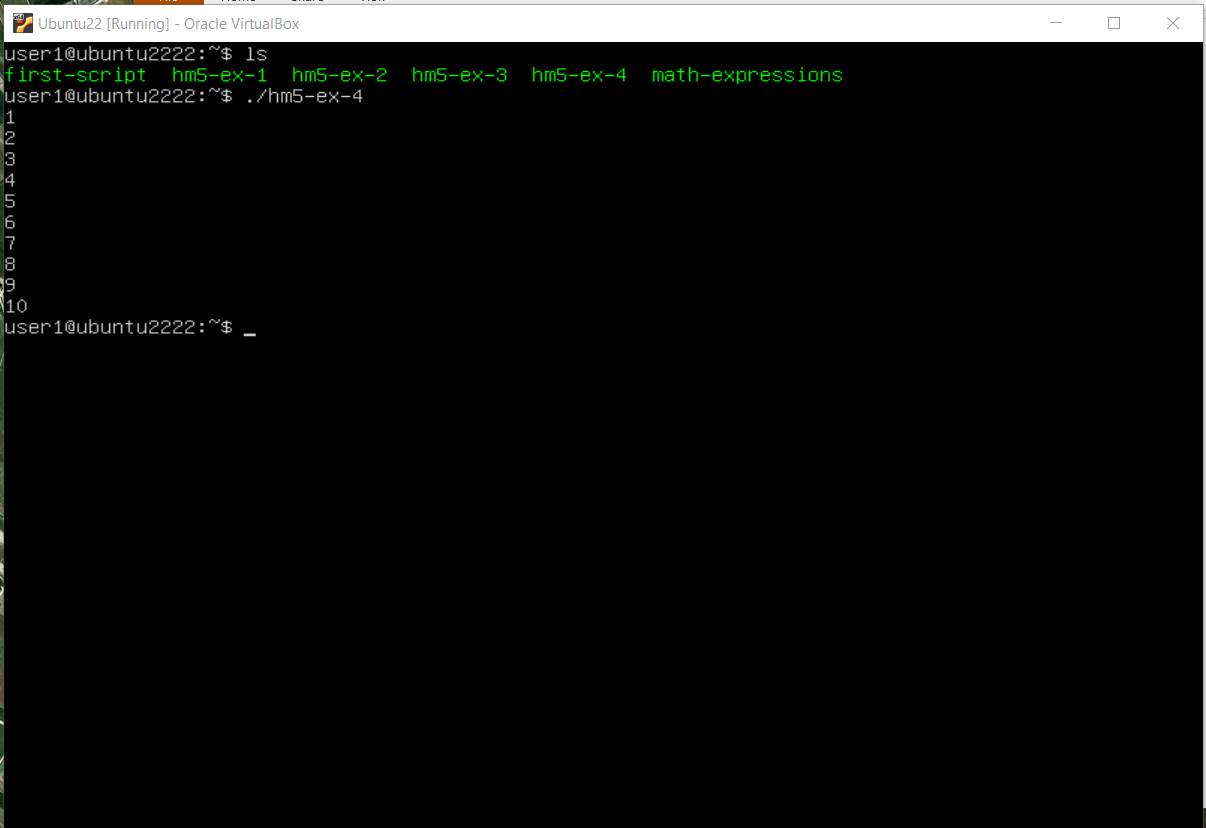 Ubuntu22 [Running] - Oracle VirtualBox
user1@ubuntu2222:~$ ls
first-script  hm5-ex-1  hm5-ex-2  hm5-ex-3  hm5-ex-4  math-expressions
user1@ubuntu2222:~$ ./hm5-ex-4
1
2
3
4
5
6
7
8
9
10
user1@ubuntu2222:~$ _